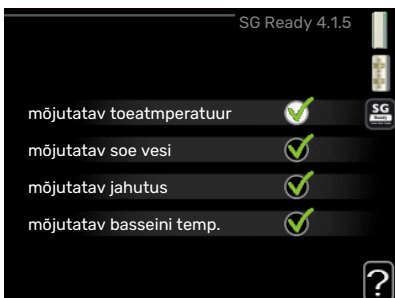 SG Ready 4.1.5
mõjutatav toeatmperatuur
SG
Ready
mõjutatav soe vesi
mõjutatav jahutus
mõjutatav basseini temp.
?